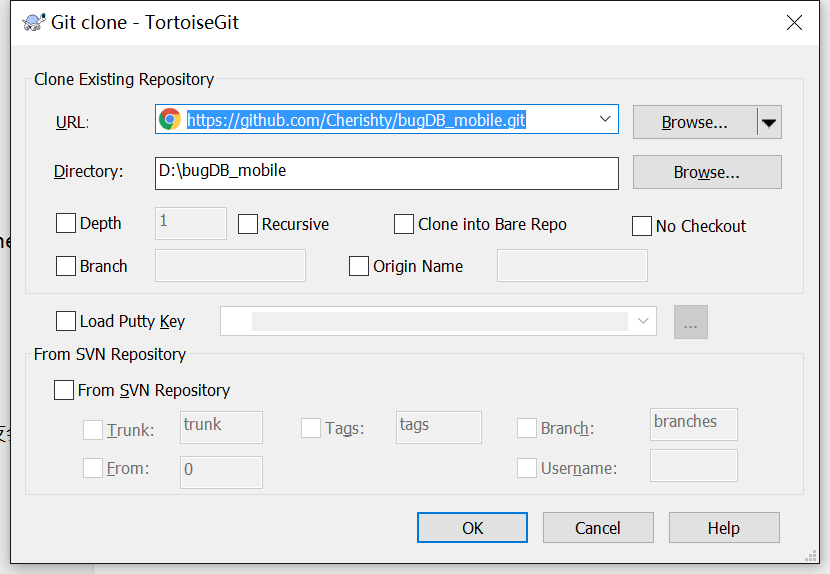 Git clone - TortoiseGit
Clone Existing Repository
URL: https://github.com/Cherishty/bugDB_mobile.git Browse...
Directory: D:\bugDB_mobile Browse...
Depth 1 Recursive Clone into Bare Repo No Checkout
Branch Origin Name
Load Putty Key ...
From SVN Repository
From SVN Repository
Trunk: trunk Tags: tags Branch: branches
From: 0 Username:
OK Cancel Help